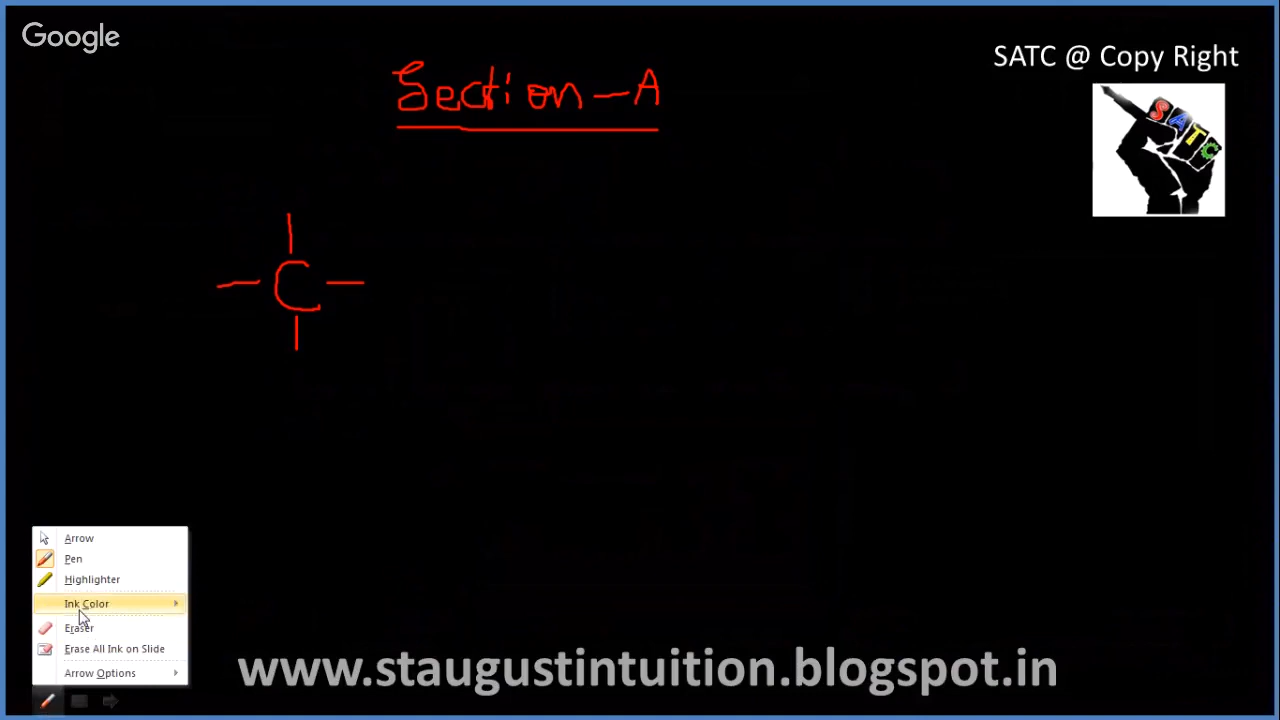 Google
SATC @ Copy Right
SATC
Section - A
C
Arrow
Pen
Highlighter
Ink Color
Eraser
Erase All Ink on Slide
Arrow Options
www.staugustintuition.blogspot.in